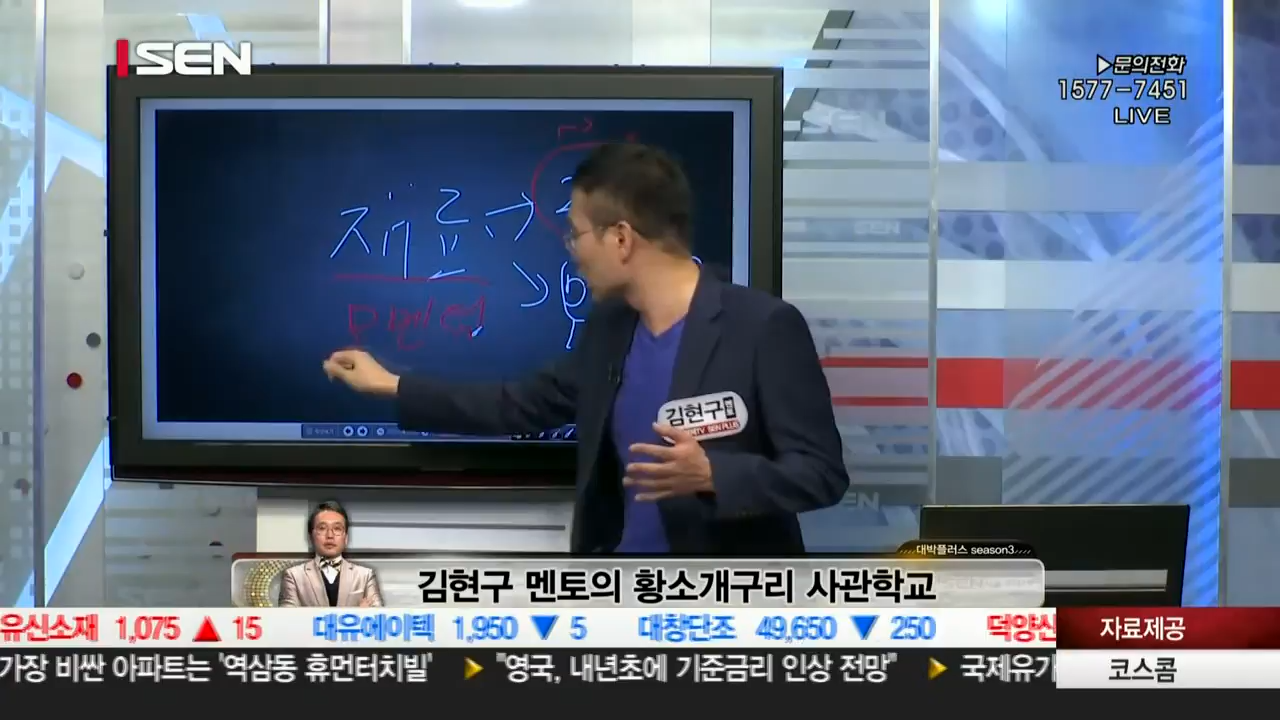 SEN
▶문의전화
1577-7451
LIVE
SEN
재료
김현구
SEN PLUS
SEN
대박플러스 season3
김현구 멘토의 황소개구리 사관학교
유신소재 1,075 ▲ 15 대유에이텍 1,950 ▼ 5 대창단조 49,650 ▼ 250 덕양산
자료제공
가장 비싼 아파트는 '역삼동 휴먼터치빌' ▶ "영국, 내년초에 기준금리 인상 전망" ▶ 국제유가
코스콤